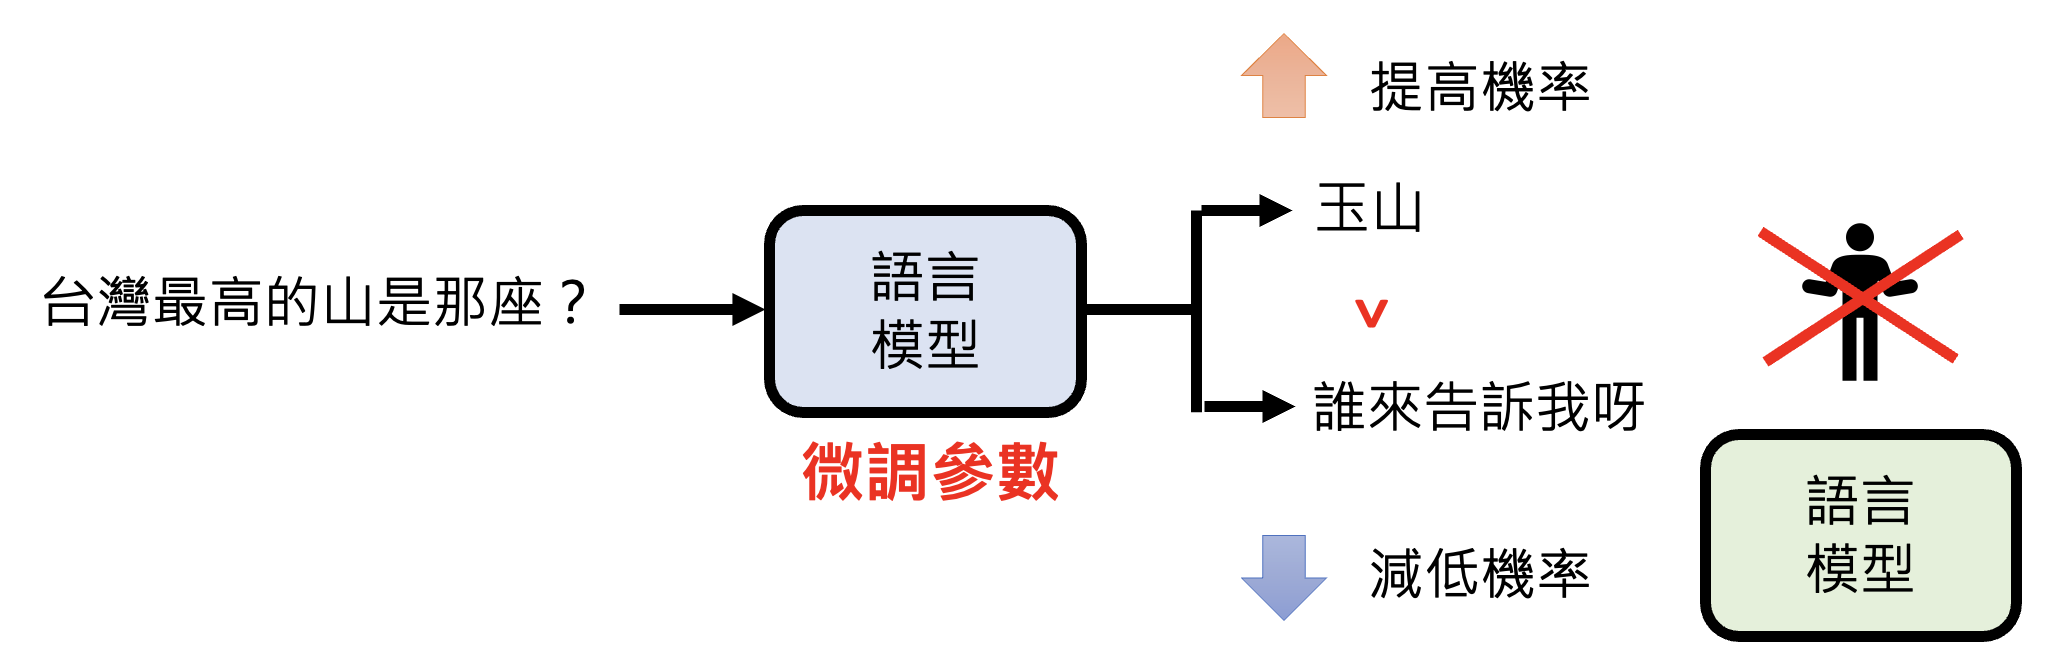 提高機率
玉山
台灣最高的山是那座？
語言
模型
v
誰來告訴我呀
微調參數
減低機率
語言
模型